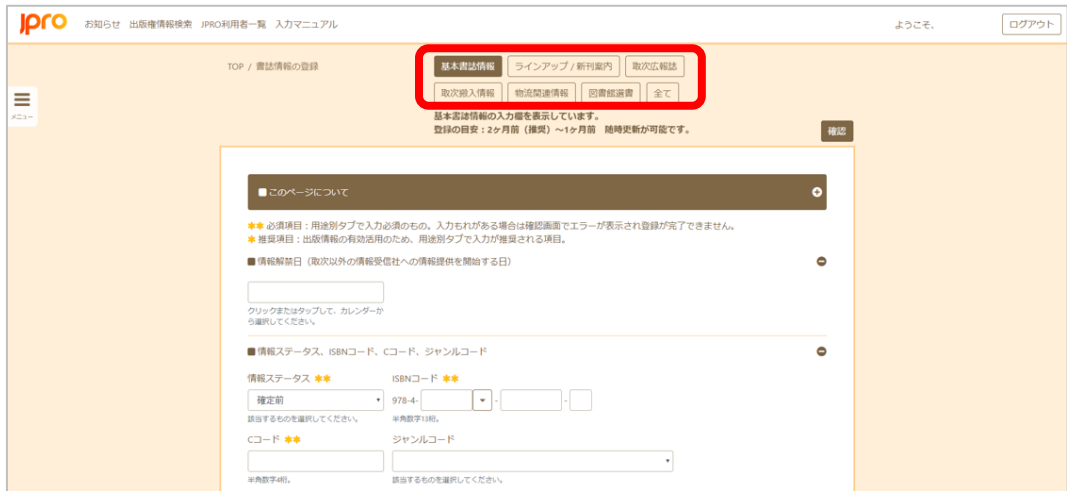 JPRO お知らせ 出版権情報検索 JPRO利用者一覧 入力マニュアル ようこそ、 ログアウト
TOP / 書誌情報の登録 基本書誌情報 ラインアップ / 新刊案内 取次広報誌
取次搬入情報 物流関連情報 図書館選書 全て
メニュー
基本書誌情報の入力欄を表示しています。
登録の目安：2ヶ月前（推奨）～1ヶ月前 随時更新が可能です。
確認
■このページについて
** 必須項目：用途別タブで入力必須のもの。入力もれがある場合は確認画面でエラーが表示され登録が完了できません。
* 推奨項目：出版情報の有効活用のため、用途別タブで入力が推奨される項目。
■情報解禁日（取次以外の情報受信社への情報提供を開始する日）
クリックまたはタップして、カレンダーか
ら選択してください。
■情報ステータス、ISBNコード、Cコード、ジャンルコード
情報ステータス ** ISBNコード **
確定前 978-4- - -
該当するものを選択してください。 半角数字13桁。
Cコード ** ジャンルコード
半角数字4桁。 該当するものを選択してください。